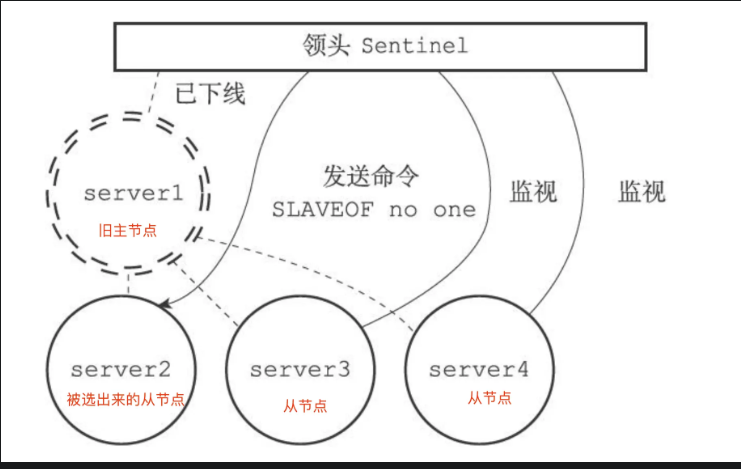 领头 Sentinel
已下线
server1
旧主节点
发送命令
SLAVEOF no one
监视
监视
server2
被选出来的从节点
server3
从节点
server4
从节点